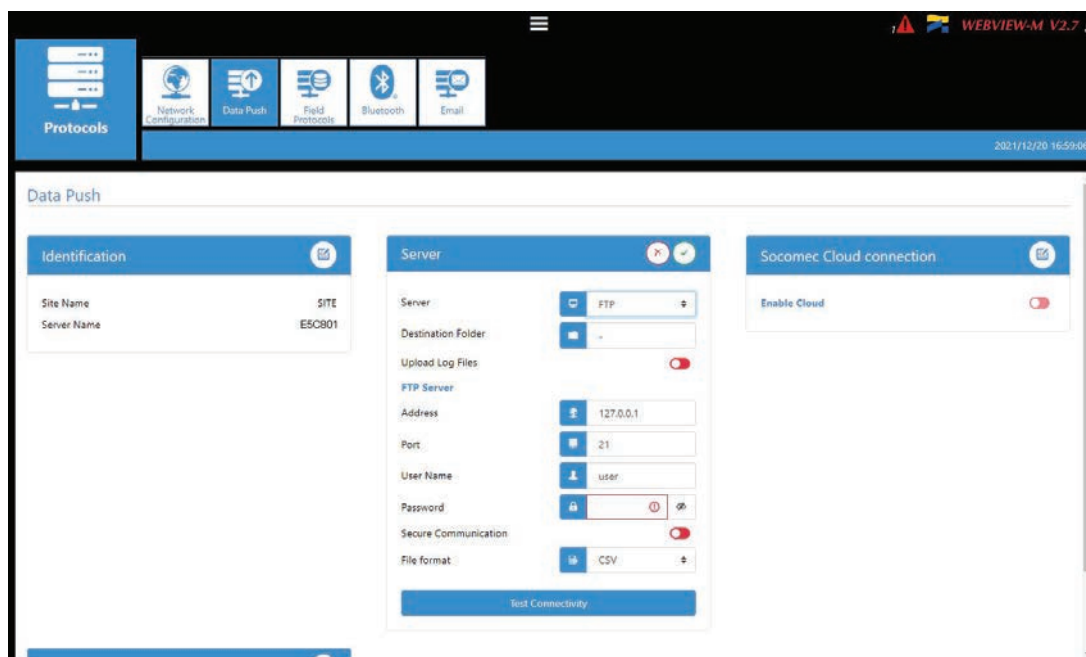 1
WEBVIEW-M V2.7
Protocols
Network
Configuration
Data Push
Field
Protocols
Bluetooth
Email
2021/12/20 16:59:06
Data Push
Identification
Site Name SITE
Server Name E5C801
Server
Server FTP
Destination Folder -
Upload Log Files
FTP Server
Address 127.0.0.1
Port 21
User Name user
Password
Secure Communication
File format CSV
Test Connectivity
Socomec Cloud connection
Enable Cloud